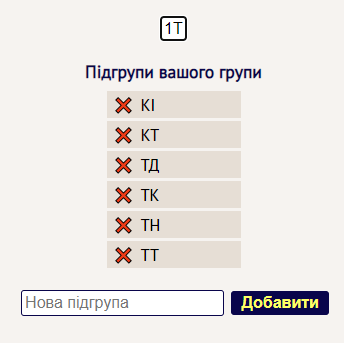 1Т
Підгрупи вашого групи
КІ
КТ
ТД
ТК
ТН
ТТ
Нова підгрупа
Добавити